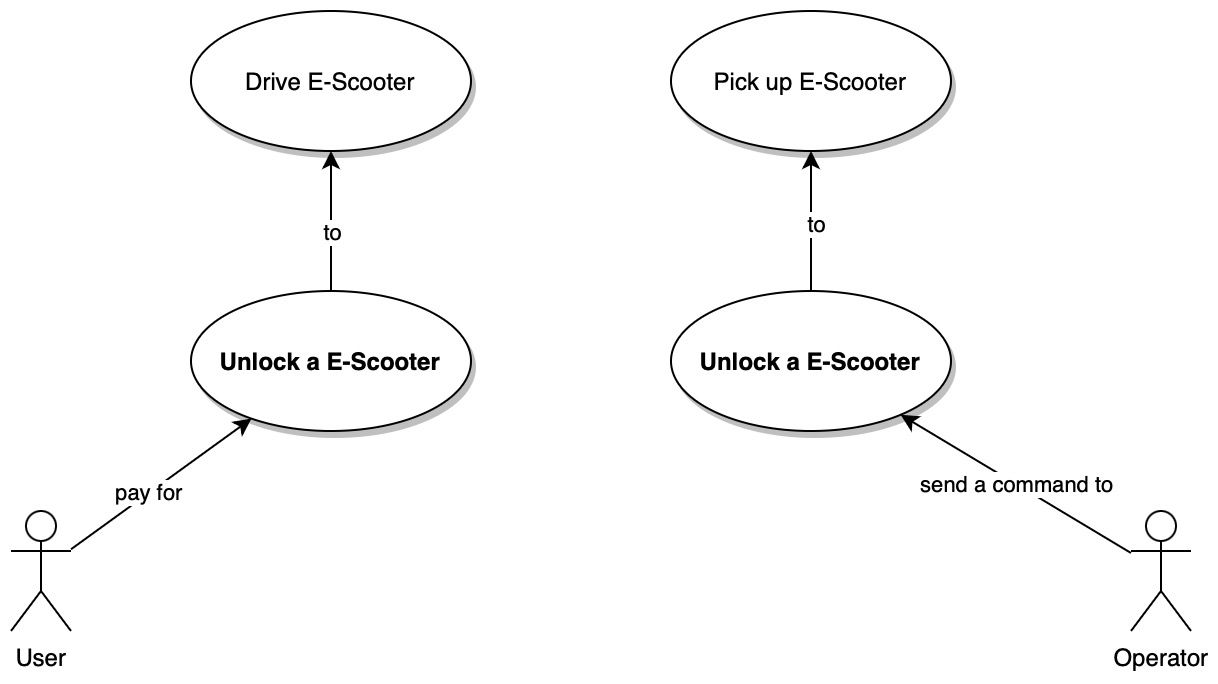 Drive E-Scooter
Pick up E-Scooter
to
to
Unlock a E-Scooter
Unlock a E-Scooter
pay for
send a command to
User
Operator